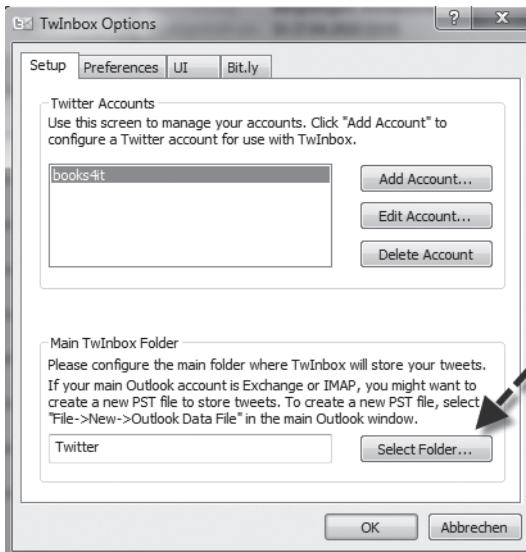 TwInbox Options
Setup Preferences UI Bit.ly
Twitter Accounts
Use this screen to manage your accounts. Click "Add Account" to
configure a Twitter account for use with TwInbox.
books4it
Add Account...
Edit Account...
Delete Account
Main TwInbox Folder
Please configure the main folder where TwInbox will store your tweets.
If your main Outlook account is Exchange or IMAP, you might want to
create a new PST file to store tweets. To create a new PST file, select
"File->New->Outlook Data File" in the main Outlook window.
Twitter
Select Folder...
OK Abbrechen